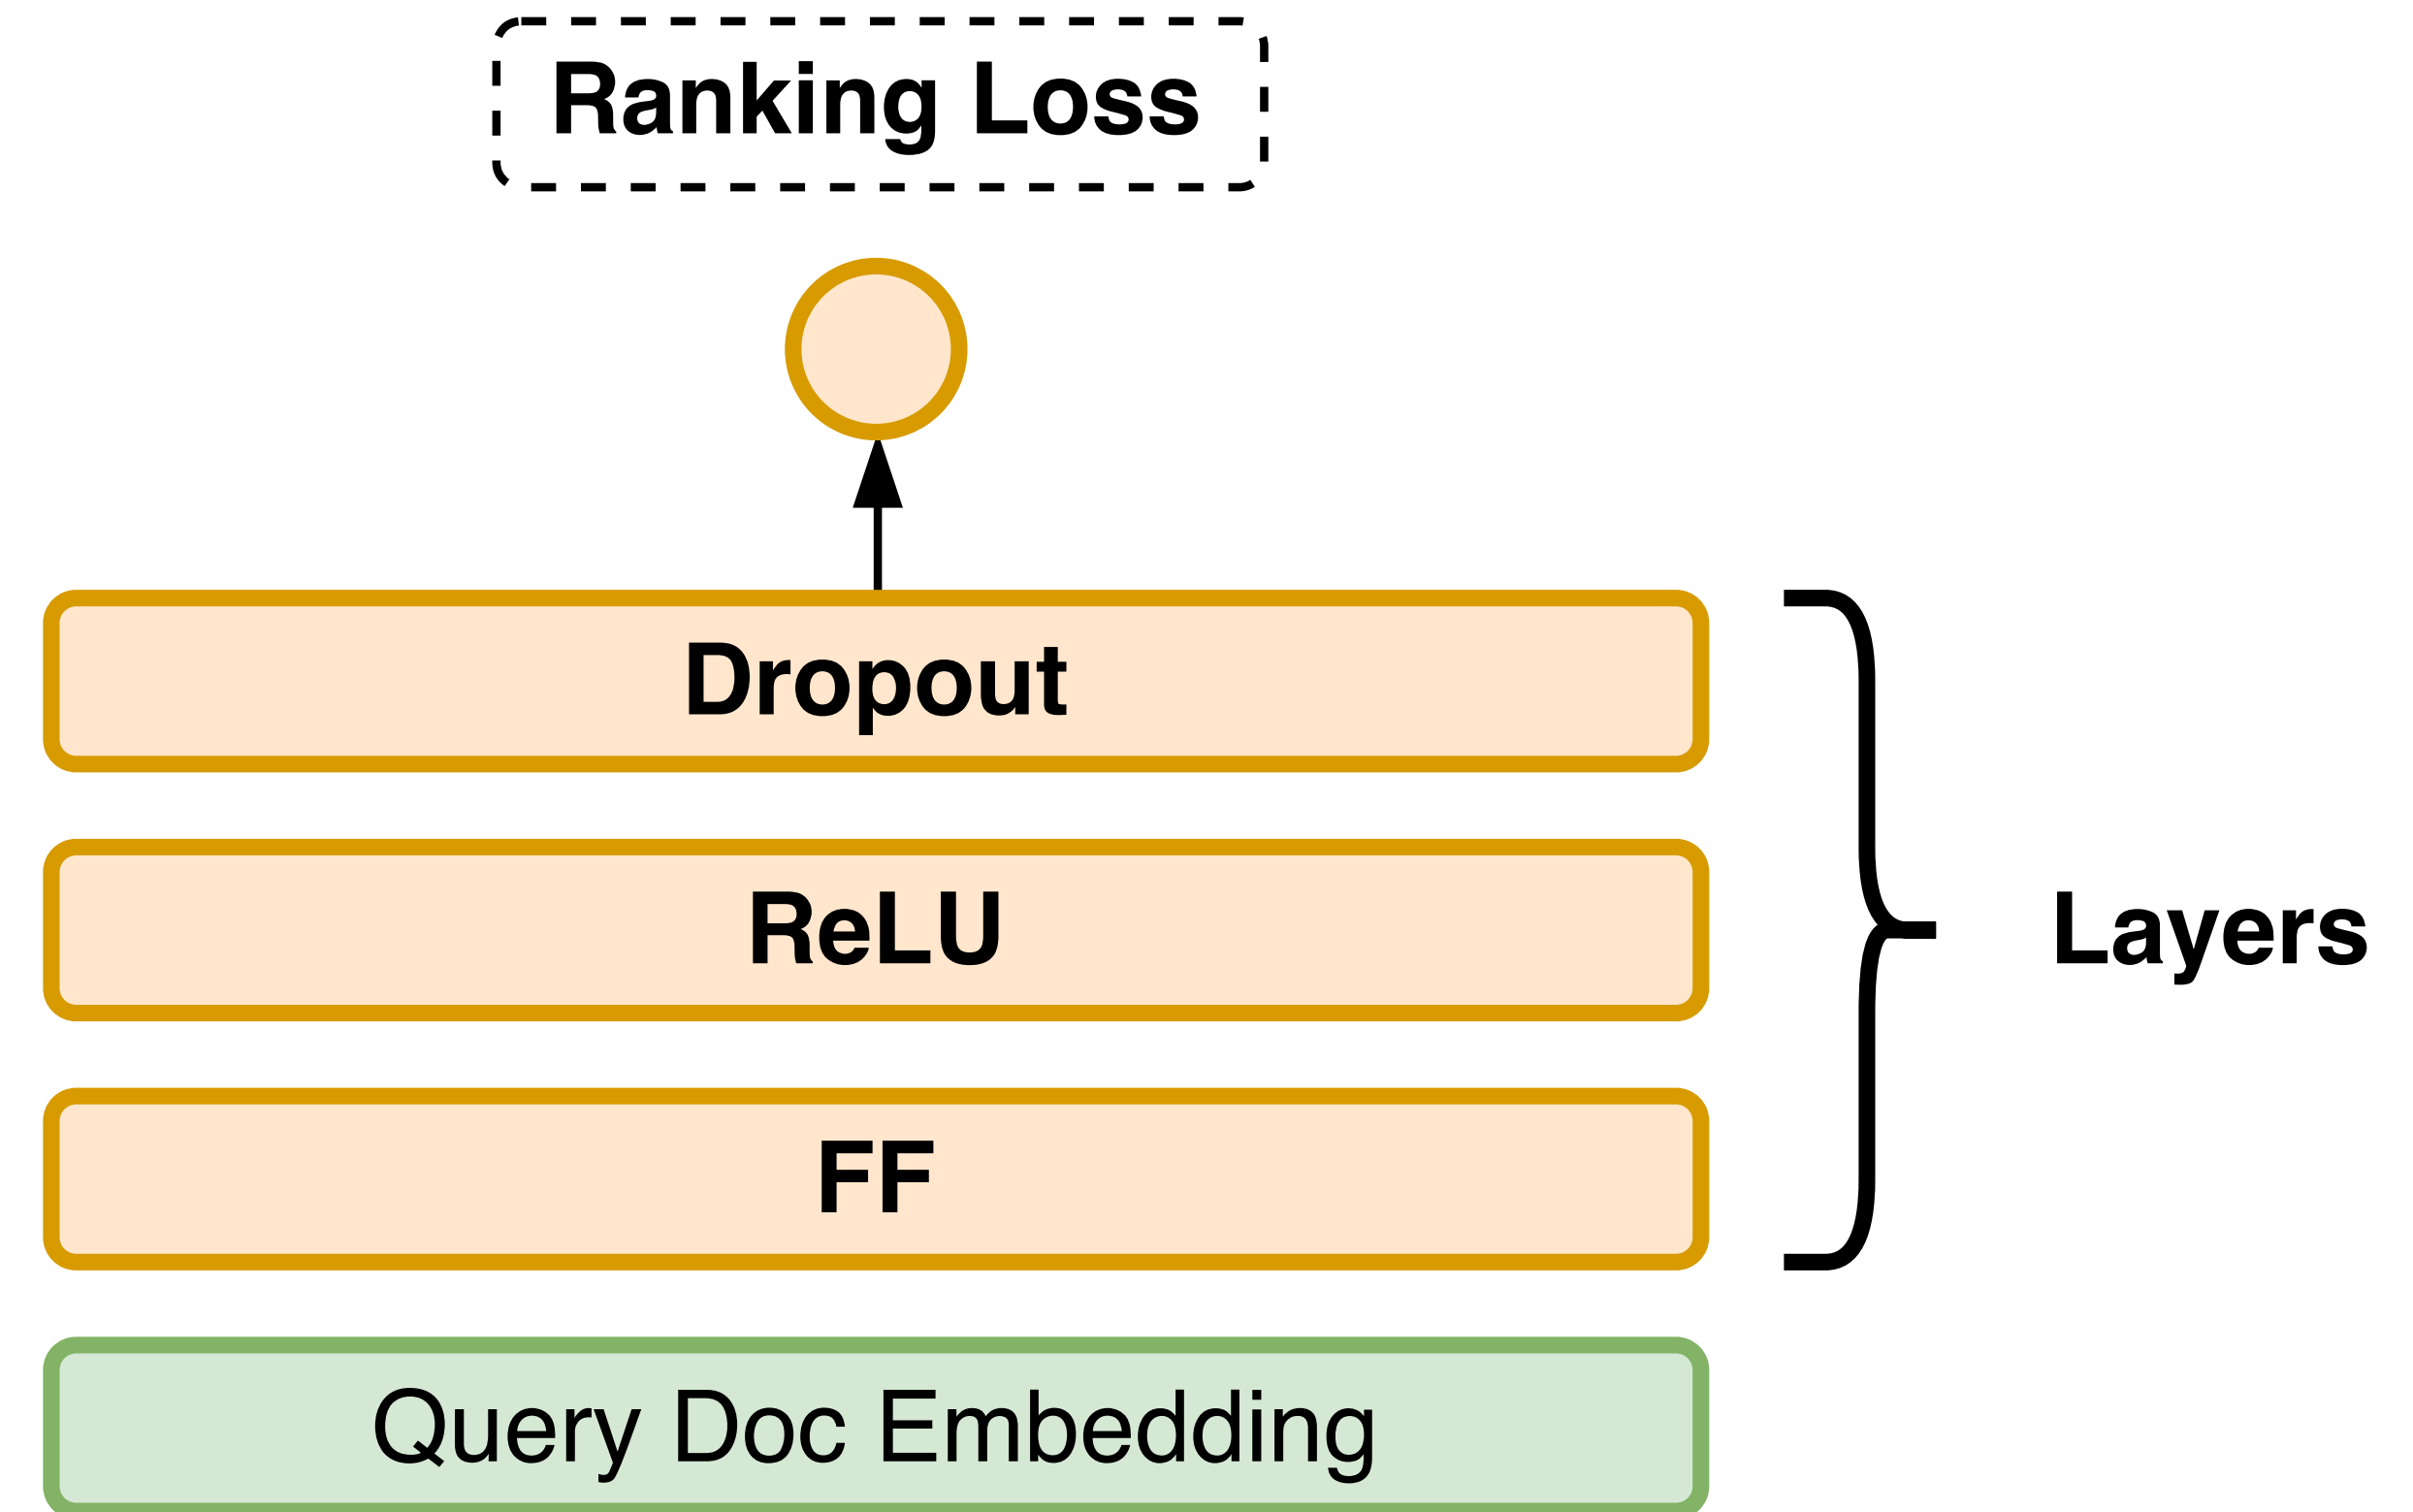 Ranking Loss
Dropout
ReLU
Layers
FF
Query Doc Embedding